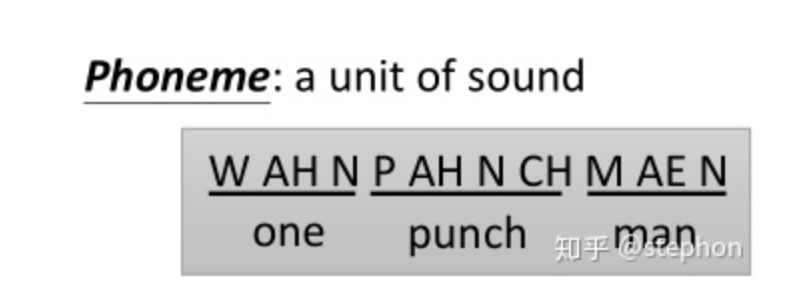 Phoneme: a unit of sound
W AH N P AH N CH M AE N
one punch man
知乎 @stephon